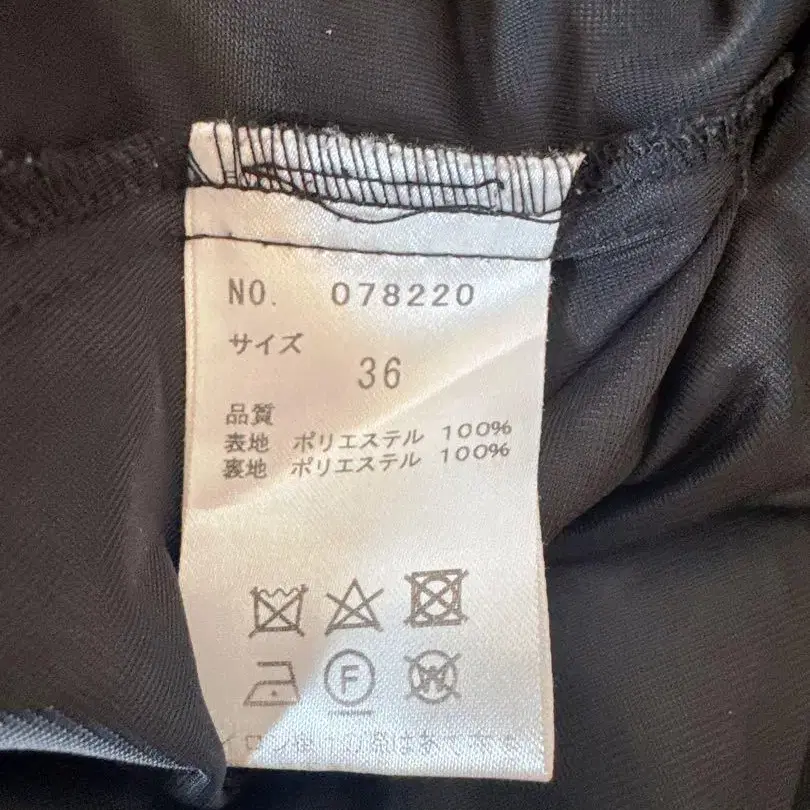 NO. 078220
サイズ
36
品質
表地 ポリエステル 100%
裏地 ポリエステル 100%
F
W